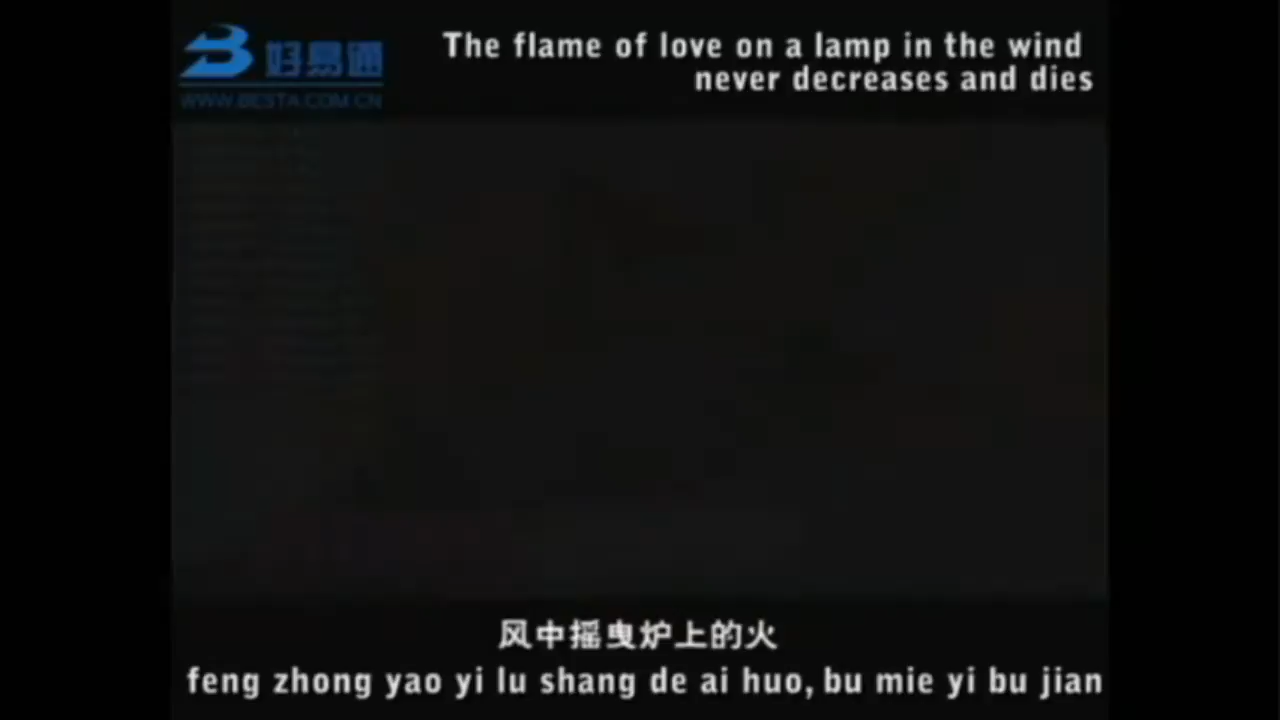 好易通
WWW.BESTA.COM.CN
The flame of love on a lamp in the wind
never decreases and dies
风中摇曳炉上的火
feng zhong yao yi lu shang de ai huo, bu mie yi bu jian